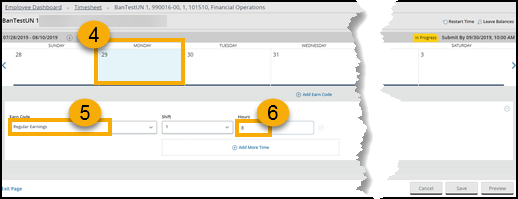 Employee Dashboard • Timesheet • BanTestUN 1, 990016-00, 1, 101510, Financial Operations
BanTestUN 1
Restart Time Leave Balances
07/28/2019 - 08/10/2019 In Progress Submit By 09/30/2019, 10:00 AM
SUNDAY MONDAY TUESDAY WEDNESDAY SATURDAY
28 29 30 31 3
4
Add Earn Code
5 6
Earn Code Shift Hours
Regular Earnings 1 8
Add More Time
Exit Page Cancel Save Preview